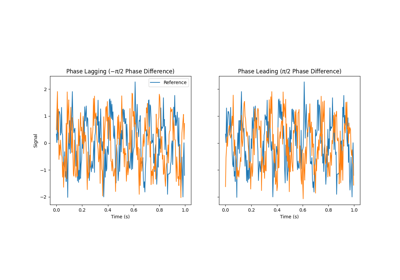 Phase Lagging (−π/2 Phase Difference)
Reference
Signal
2
1
0
−1
−2
0.0 0.2 0.4 0.6 0.8 1.0
Time (s)
Phase Leading (π/2 Phase Difference)
0.0 0.2 0.4 0.6 0.8 1.0
Time (s)